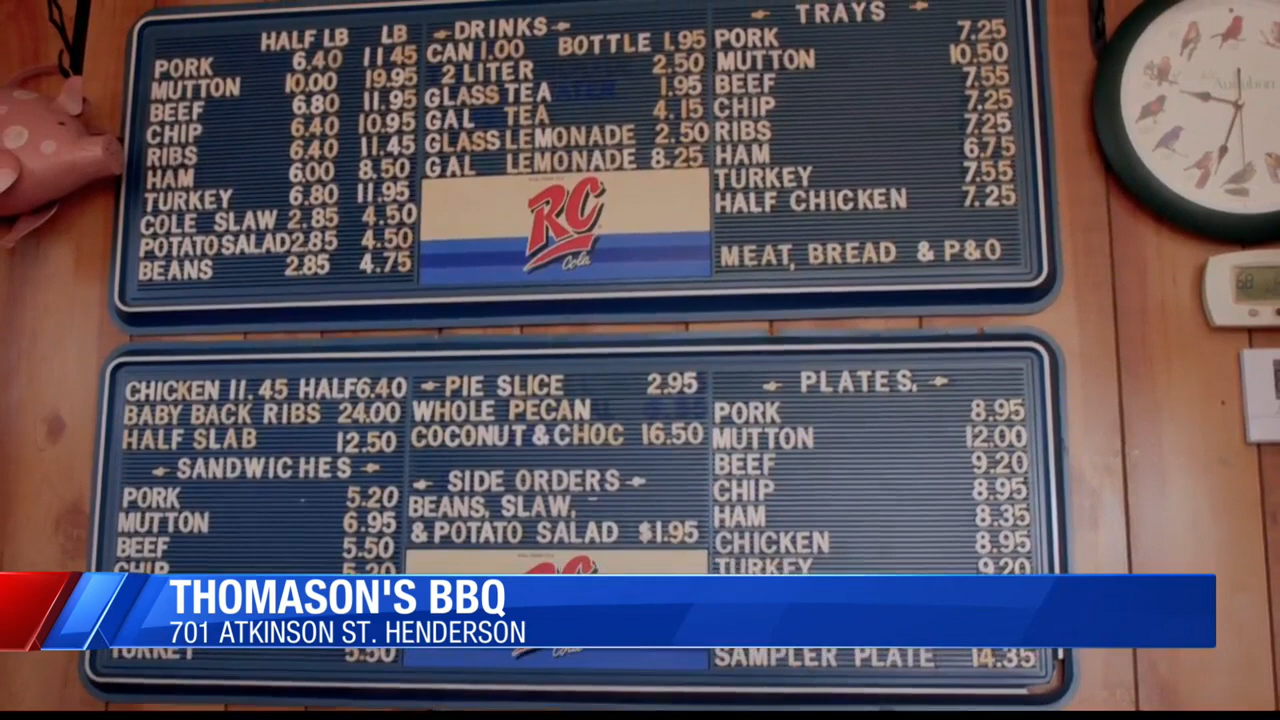 HALF LB LB
PORK 6.40 11.45
MUTTON 10.00 19.95
BEEF 6.80 11.95
CHIP 6.40 10.95
RIBS 6.40 11.45
HAM 6.00 8.50
TURKEY 6.80 11.95
COLE SLAW 2.85 4.50
POTATO SALAD 2.85 4.50
BEANS 2.85 4.75
DRINKS
CAN 1.00 BOTTLE 1.95
2 LITER 2.50
GLASS TEA 1.95
GAL TEA 4.15
GLASS LEMONADE 2.50
GAL LEMONADE 8.25
RC
Cola
TRAYS
PORK 7.25
MUTTON 10.50
BEEF 7.55
CHIP 7.25
RIBS 7.25
HAM 6.75
TURKEY 7.55
HALF CHICKEN 7.25
MEAT, BREAD & P&O
Audubon
68
CHICKEN 11.45 HALF 6.40
BABY BACK RIBS 24.00
HALF SLAB 12.50
SANDWICHES
PORK 5.20
MUTTON 6.95
BEEF 5.50
CHIP 5.20
TURKEY 5.50
PIE SLICE 2.95
WHOLE PECAN
COCONUT & CHOC 16.50
SIDE ORDERS
BEANS, SLAW,
& POTATO SALAD $1.95
RC
Cola
PLATES.
PORK 8.95
MUTTON 12.00
BEEF 9.20
CHIP 8.95
HAM 8.35
CHICKEN 8.95
TURKEY 9.20
SAMPLER PLATE 14.35
THOMASON'S BBQ
701 ATKINSON ST. HENDERSON